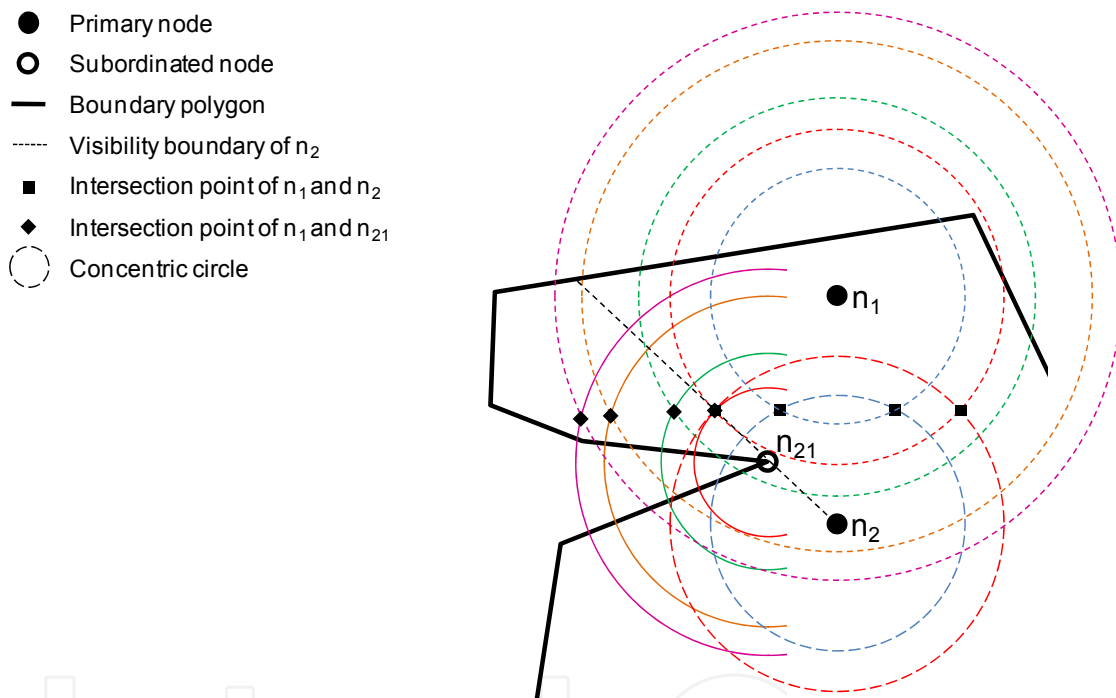 Primary node
Subordinated node
Boundary polygon
Visibility boundary of n2
Intersection point of n1 and n2
Intersection point of n1 and n21
Concentric circle
n1
n21
n2